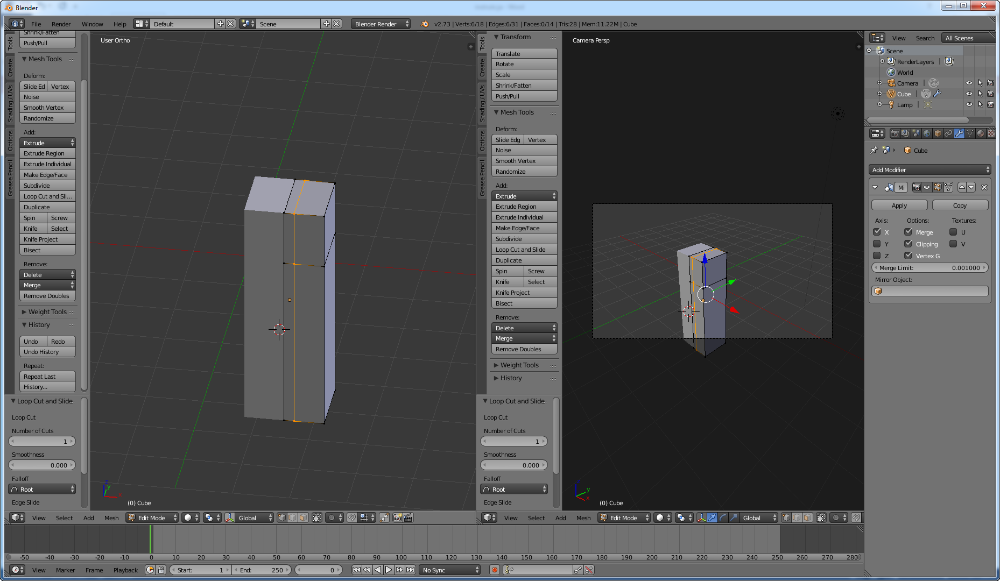 Blender
File Render Window Help Default Scene Blender Render v2.73 | Verts:6/18 | Edges:6/31 | Faces:0/14 | Tris:28 | Mem:11.22M | Cube
Tools
Create
Shading / UVs
Options
Grease Pencil
Shrink/Fatten
Push/Pull
Mesh Tools
Deform:
Slide Ed Vertex
Noise
Smooth Vertex
Randomize
Add:
Extrude
Extrude Region
Extrude Individual
Make Edge/Face
Subdivide
Loop Cut and Sli...
Duplicate
Spin Screw
Knife Select
Knife Project
Bisect
Remove:
Delete
Merge
Remove Doubles
Weight Tools
History
Undo Redo
Undo History
Repeat:
Repeat Last
History...
Loop Cut and Slide
Loop Cut
Number of Cuts
1
Smoothness
0.000
Falloff
Root
Edge Slide
User Ortho
z
y
x
(0) Cube
View Select Add Mesh Edit Mode Global
Tools
Create
Shading / UVs
Options
Grease Pencil
Transform
Translate
Rotate
Scale
Shrink/Fatten
Push/Pull
Mesh Tools
Deform:
Slide Edg Vertex
Noise
Smooth Vertex
Randomize
Add:
Extrude
Extrude Region
Extrude Individual
Make Edge/Face
Subdivide
Loop Cut and Slide
Duplicate
Spin Screw
Knife Select
Knife Project
Bisect
Remove:
Delete
Merge
Remove Doubles
Weight Tools
History
Loop Cut and Slide
Loop Cut
Number of Cuts
1
Smoothness
0.000
Falloff
Root
Edge Slide
Camera Persp
z
y
x
(0) Cube
View Select Add Mesh Edit Mode Global
View Search All Scenes
Scene
RenderLayers |
World
Camera |
Cube |
Lamp |
Cube
Add Modifier
Mi
Apply Copy
Axis: Options: Textures:
X Merge U
Y Clipping V
Z Vertex G
Merge Limit: 0.001000
Mirror Object:
-50 -40 -30 -20 -10 0 10 20 30 40 50 60 70 80 90 100 110 120 130 140 150 160 170 180 190 200 210 220 230 240 250 260 270 280
View Marker Frame Playback Start: 1 End: 250 0 No Sync